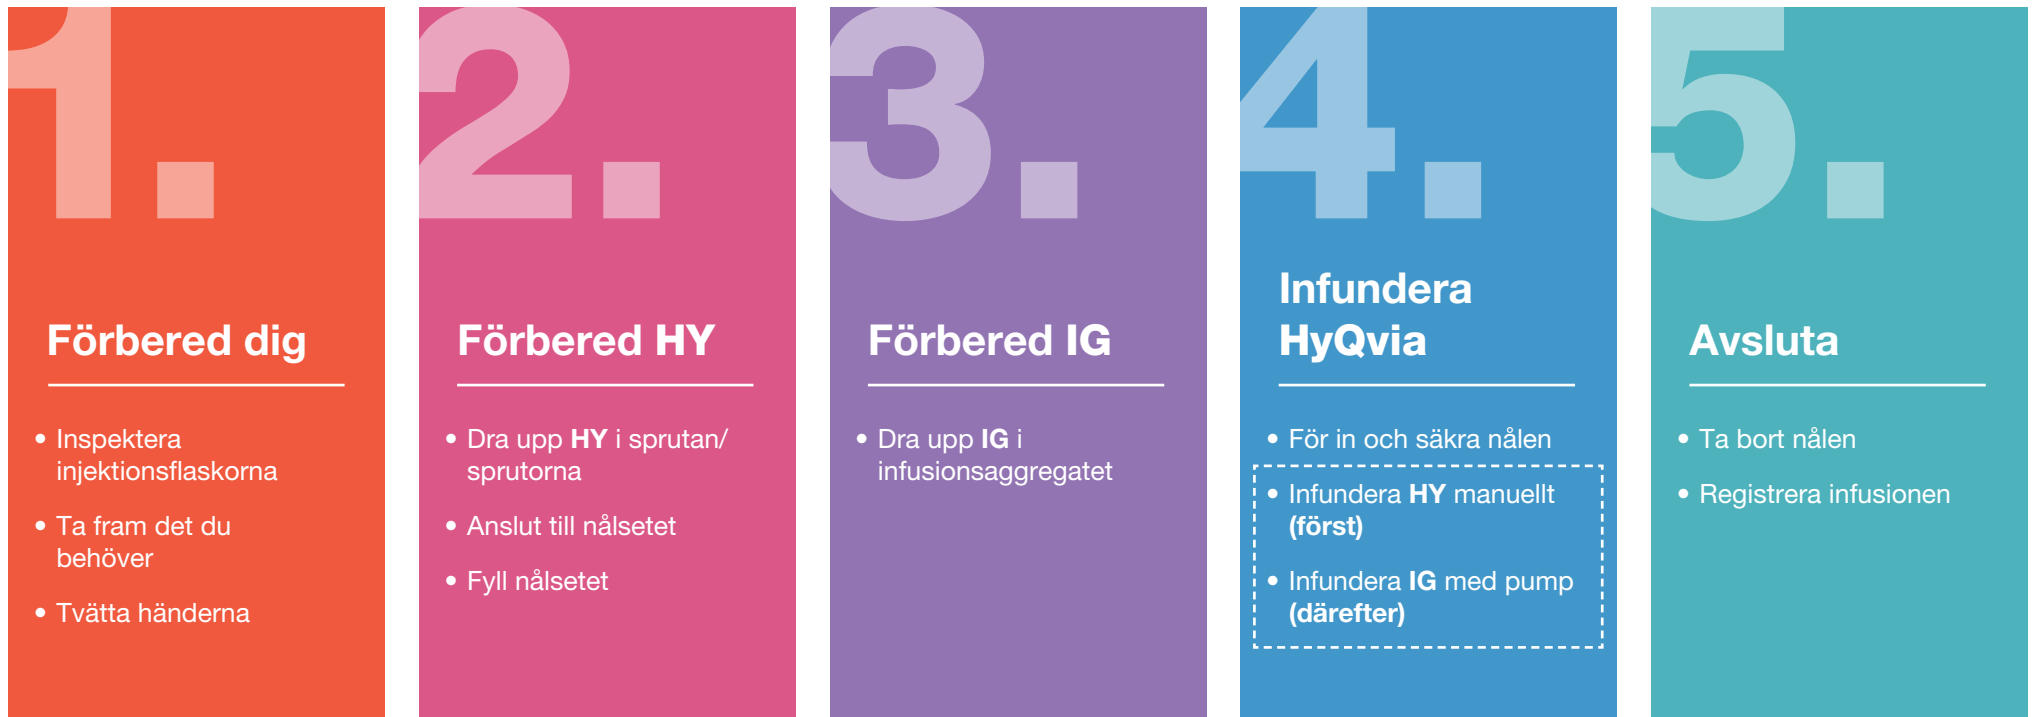 1.
Förbered dig
• Inspektera
injektionsflaskorna
• Ta fram det du
behöver
• Tvätta händerna
2.
Förbered HY
• Dra upp HY i sprutan/
sprutorna
• Anslut till nålsetet
• Fyll nålsetet
3.
Förbered IG
• Dra upp IG i
infusionsaggregatet
4.
Infundera
HyQvia
• För in och säkra nålen
• Infundera HY manuellt
(först)
• Infundera IG med pump
(därefter)
5.
Avsluta
• Ta bort nålen
• Registrera infusionen